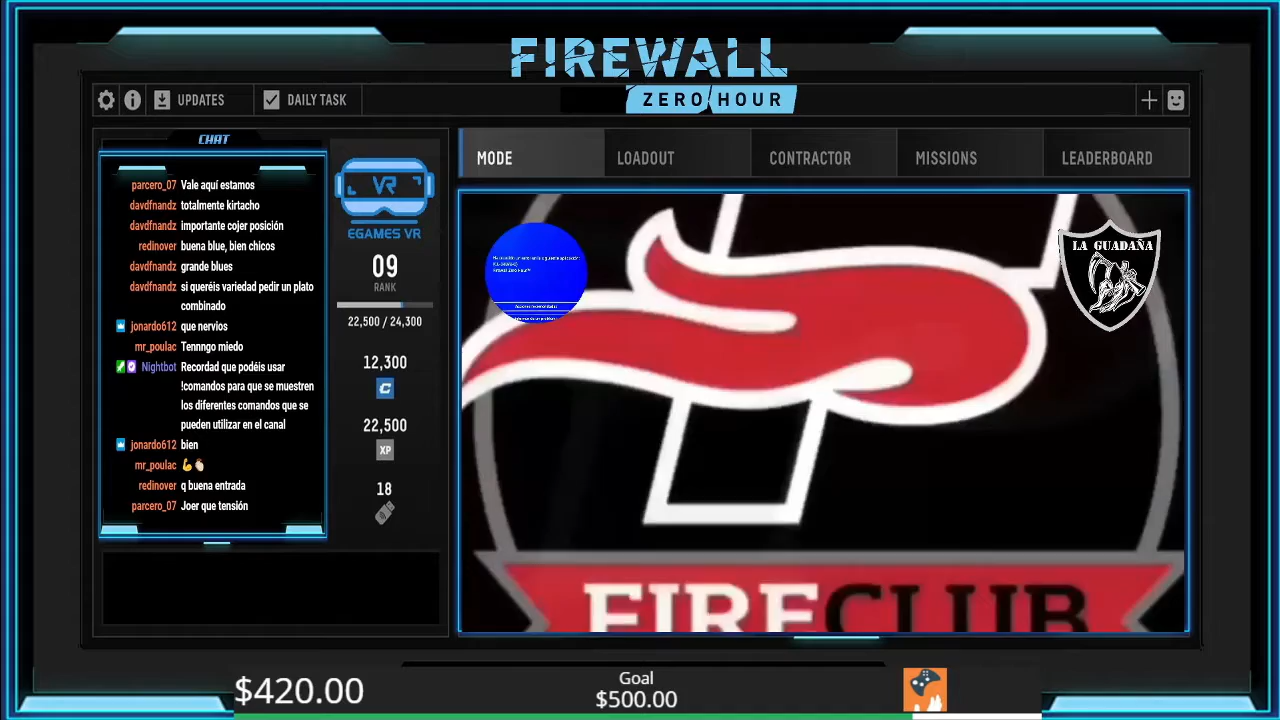 FIREWALL
ZERO HOUR
UPDATES
DAILY TASK
CHAT
parcero_07 Vale aquí estamos
davdfnandz totalmente kirtacho
davdfnandz importante cojer posición
redinover buena blue, bien chicos
davdfnandz grande blues
davdfnandz si queréis variedad pedir un plato
combinado
jonardo612 que nervios
mr_poulac Tennngo miedo
Nightbot Recordad que podéis usar
!comandos para que se muestren
los diferentes comandos que se
pueden utilizar en el canal
jonardo612 bien
mr_poulac 💪🏻
redinover q buena entrada
parcero_07 Joer que tensión
VR
EGAMES VR
09
RANK
22,500 / 24,300
12,300
C
22,500
XP
18
MODE
LOADOUT
CONTRACTOR
MISSIONS
LEADERBOARD
LA GUADAÑA
FIRECLUB
$420.00
Goal
$500.00